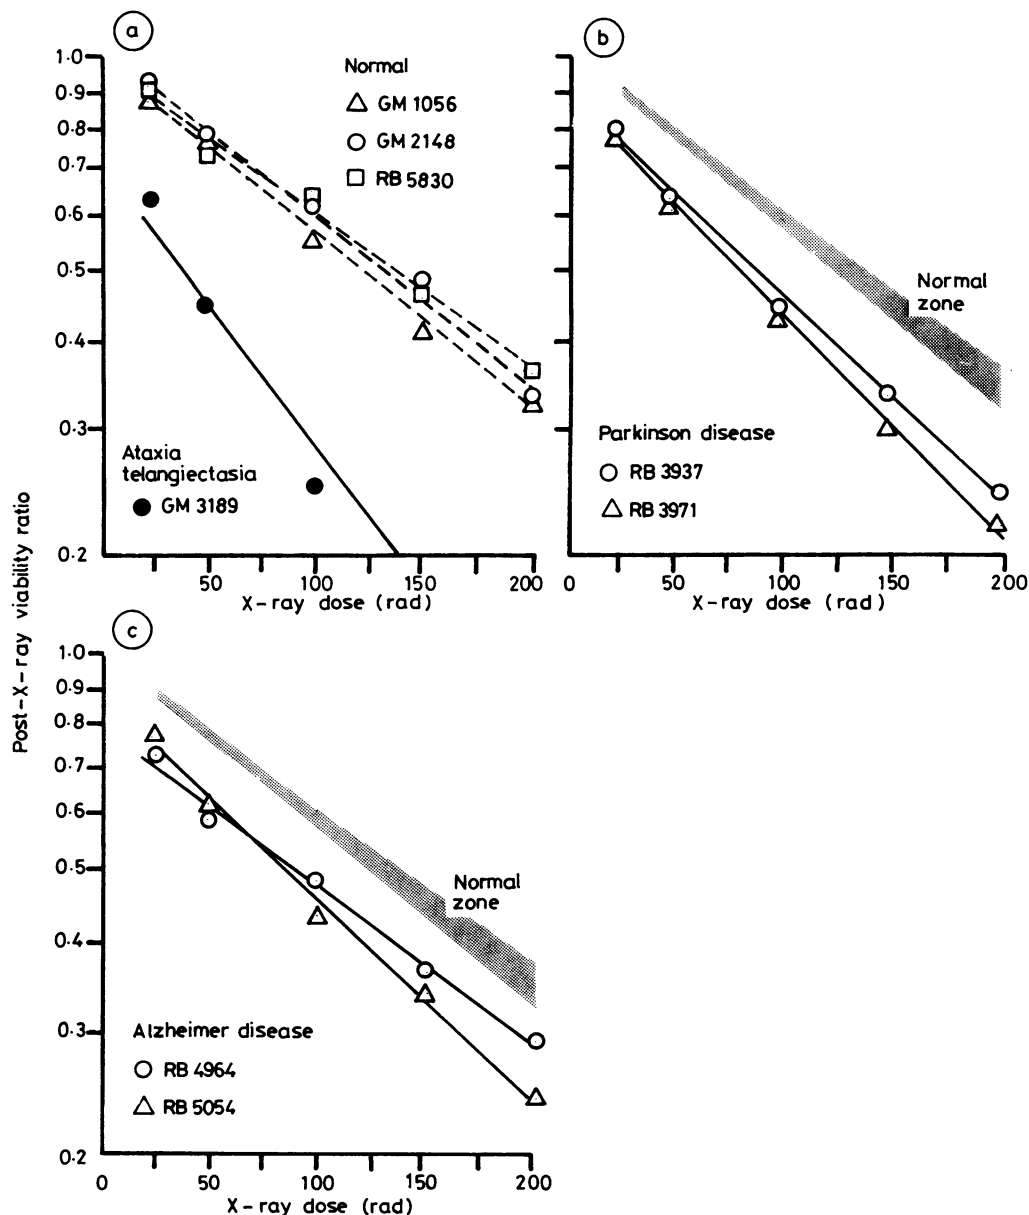 a
1·0
0·9
0·8
0·7
0·6
0·5
0·4
0·3
0·2
Normal
GM 1056
GM 2148
RB 5830
Ataxia
telangiectasia
GM 3189
50
100
150
200
X-ray dose (rad)
b
Normal
zone
Parkinson disease
RB 3937
RB 3971
0
50
100
150
200
X-ray dose (rad)
Post-X-ray viability ratio
c
1·0
0·9
0·8
0·7
0·6
0·5
0·4
0·3
0·2
Normal
zone
Alzheimer disease
RB 4964
RB 5054
0
50
100
150
200
X-ray dose (rad)